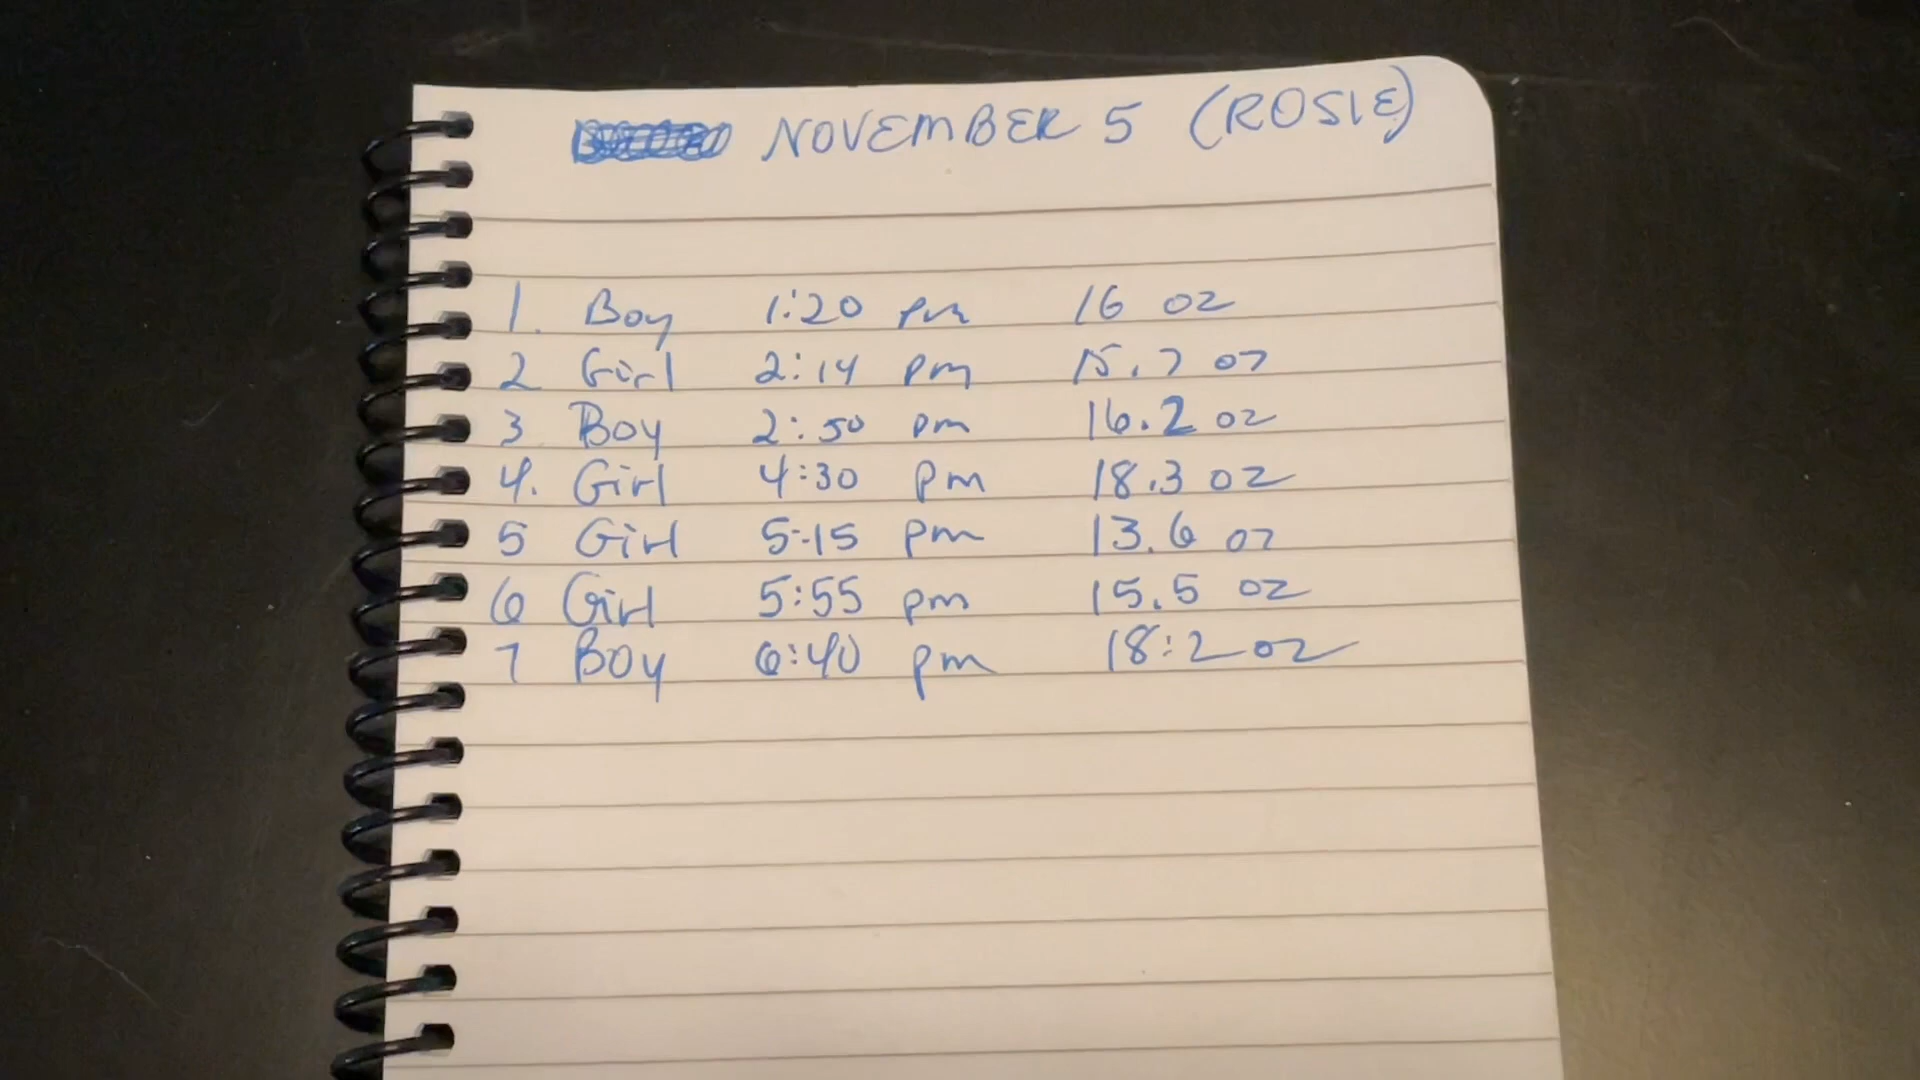 NOVEMBER 5 (ROSIE)
1. Boy 1:20 pm 16 oz
2 Girl 2:14 pm 15.7 oz
3 Boy 2:50 pm 16.2 oz
4. Girl 4:30 pm 18.3 oz
5 Girl 5:15 pm 13.6 oz
6 Girl 5:55 pm 15.5 oz
7 Boy 6:40 pm 18:2 oz